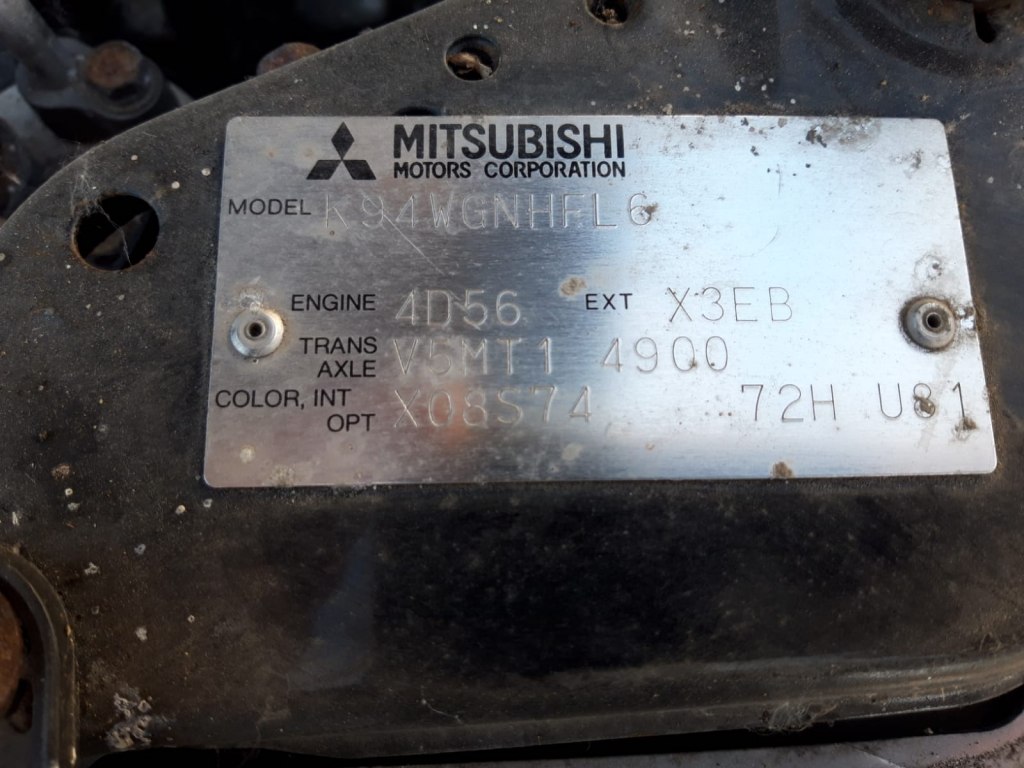 MITSUBISHI
MOTORS CORPORATION
MODEL K94WGNHFL6
ENGINE 4D56 EXT X3EB
TRANS AXLE V5MT1 4900
COLOR, INT OPT X08S74 72H U81